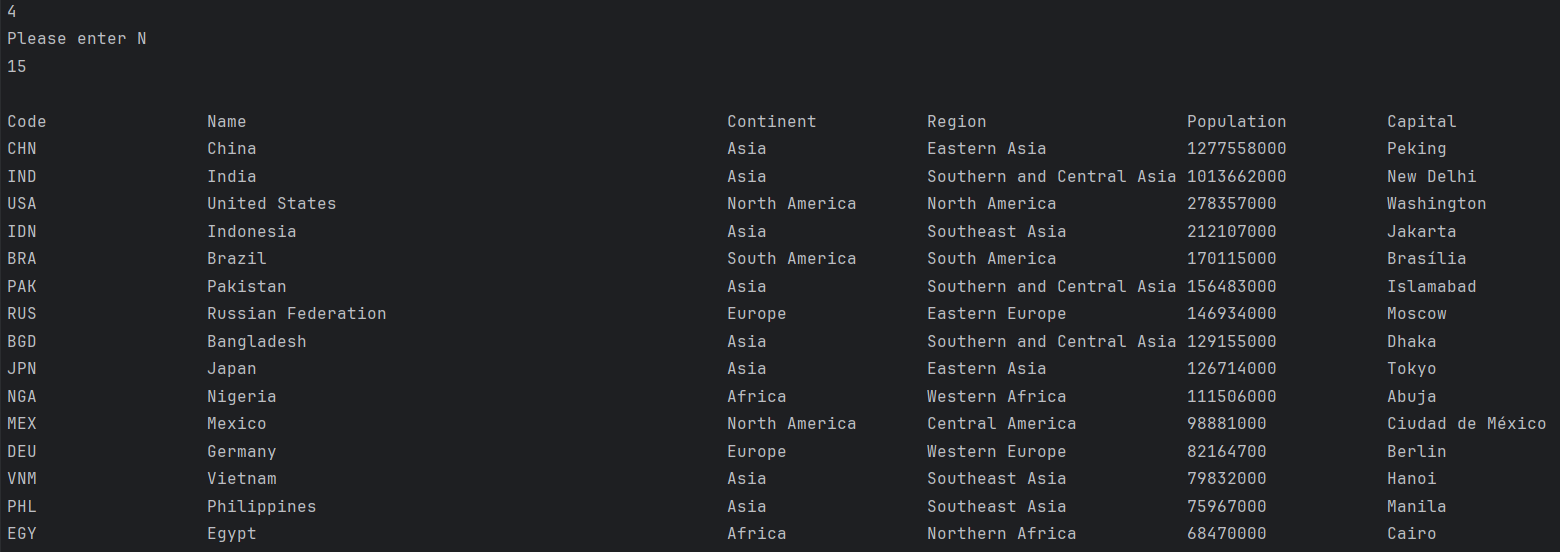 4
Please enter N
15
Code Name Continent Region Population Capital
CHN China Asia Eastern Asia 1277558000 Peking
IND India Asia Southern and Central Asia 1013662000 New Delhi
USA United States North America North America 278357000 Washington
IDN Indonesia Asia Southeast Asia 212107000 Jakarta
BRA Brazil South America South America 170115000 Brasília
PAK Pakistan Asia Southern and Central Asia 156483000 Islamabad
RUS Russian Federation Europe Eastern Europe 146934000 Moscow
BGD Bangladesh Asia Southern and Central Asia 129155000 Dhaka
JPN Japan Asia Eastern Asia 126714000 Tokyo
NGA Nigeria Africa Western Africa 111506000 Abuja
MEX Mexico North America Central America 98881000 Ciudad de México
DEU Germany Europe Western Europe 82164700 Berlin
VNM Vietnam Asia Southeast Asia 79832000 Hanoi
PHL Philippines Asia Southeast Asia 75967000 Manila
EGY Egypt Africa Northern Africa 68470000 Cairo